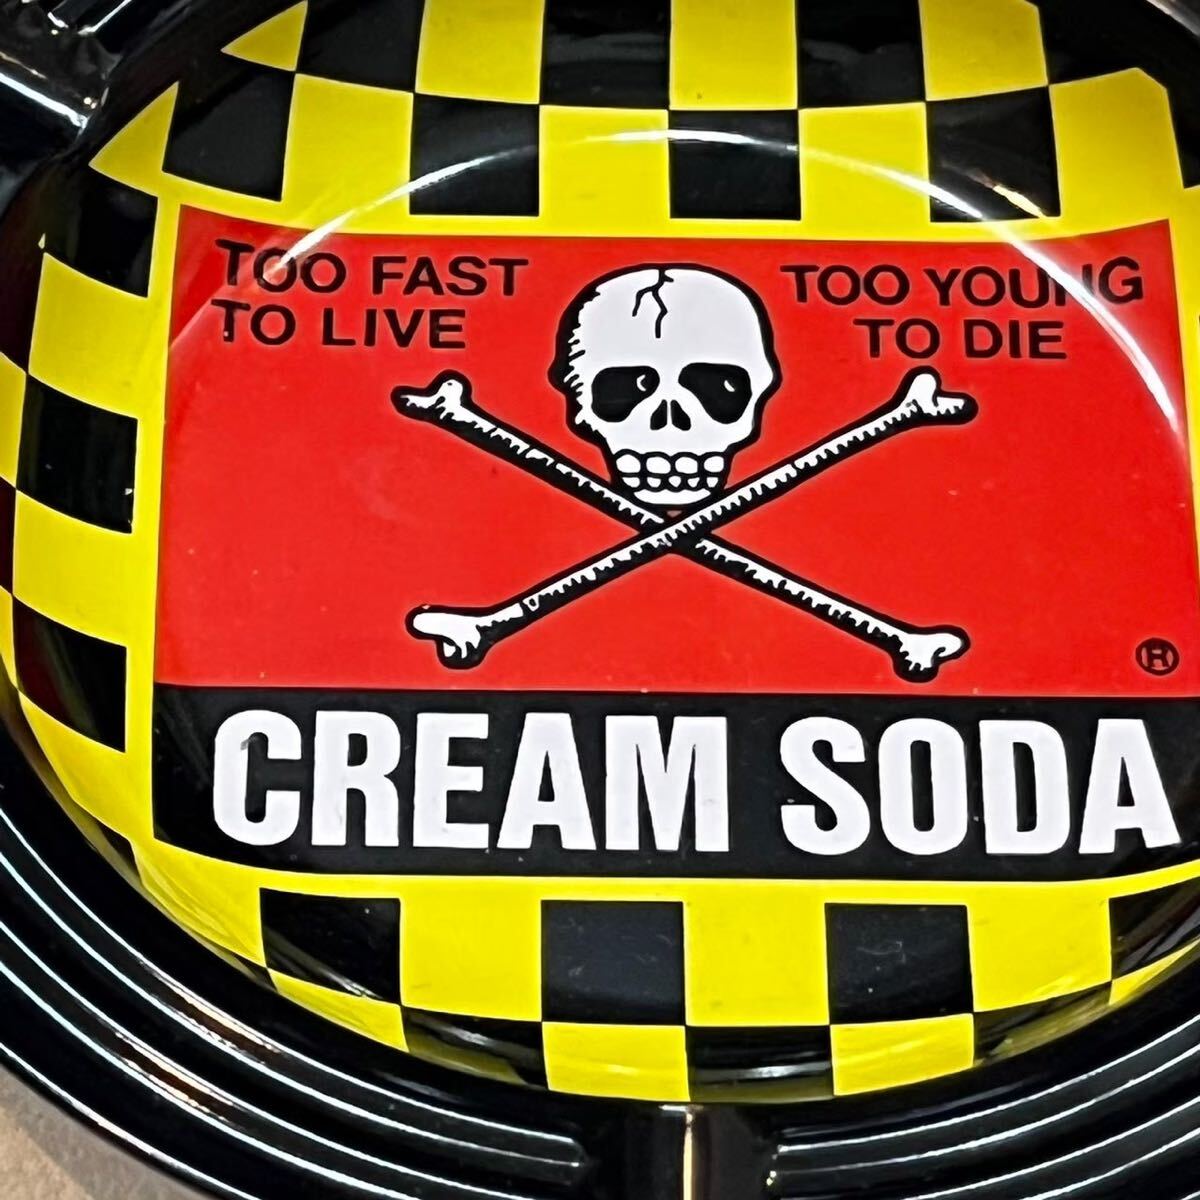 TOO FAST
TO LIVE
TOO YOUNG
TO DIE
®
CREAM SODA